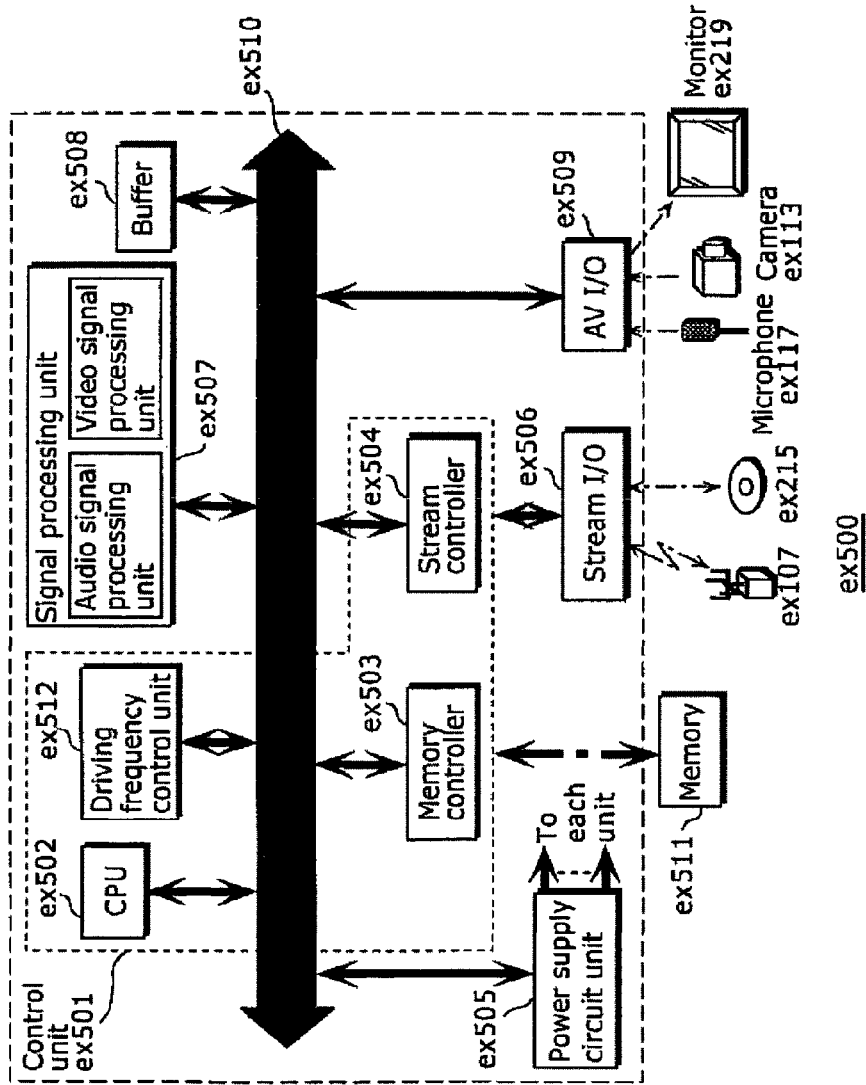 Control
unit
ex501
ex502
CPU
ex512
Driving
frequency
control unit
Signal processing unit
Audio signal
processing
unit
Video signal
processing
unit
ex507
ex508
Buffer
ex510
ex503
Memory
controller
ex504
Stream
controller
ex505
Power supply
circuit unit
To
each
unit
ex506
Stream I/O
ex509
AV I/O
Memory
ex511
ex107
ex215
Microphone
ex117
Camera
ex113
Monitor
ex219
ex500